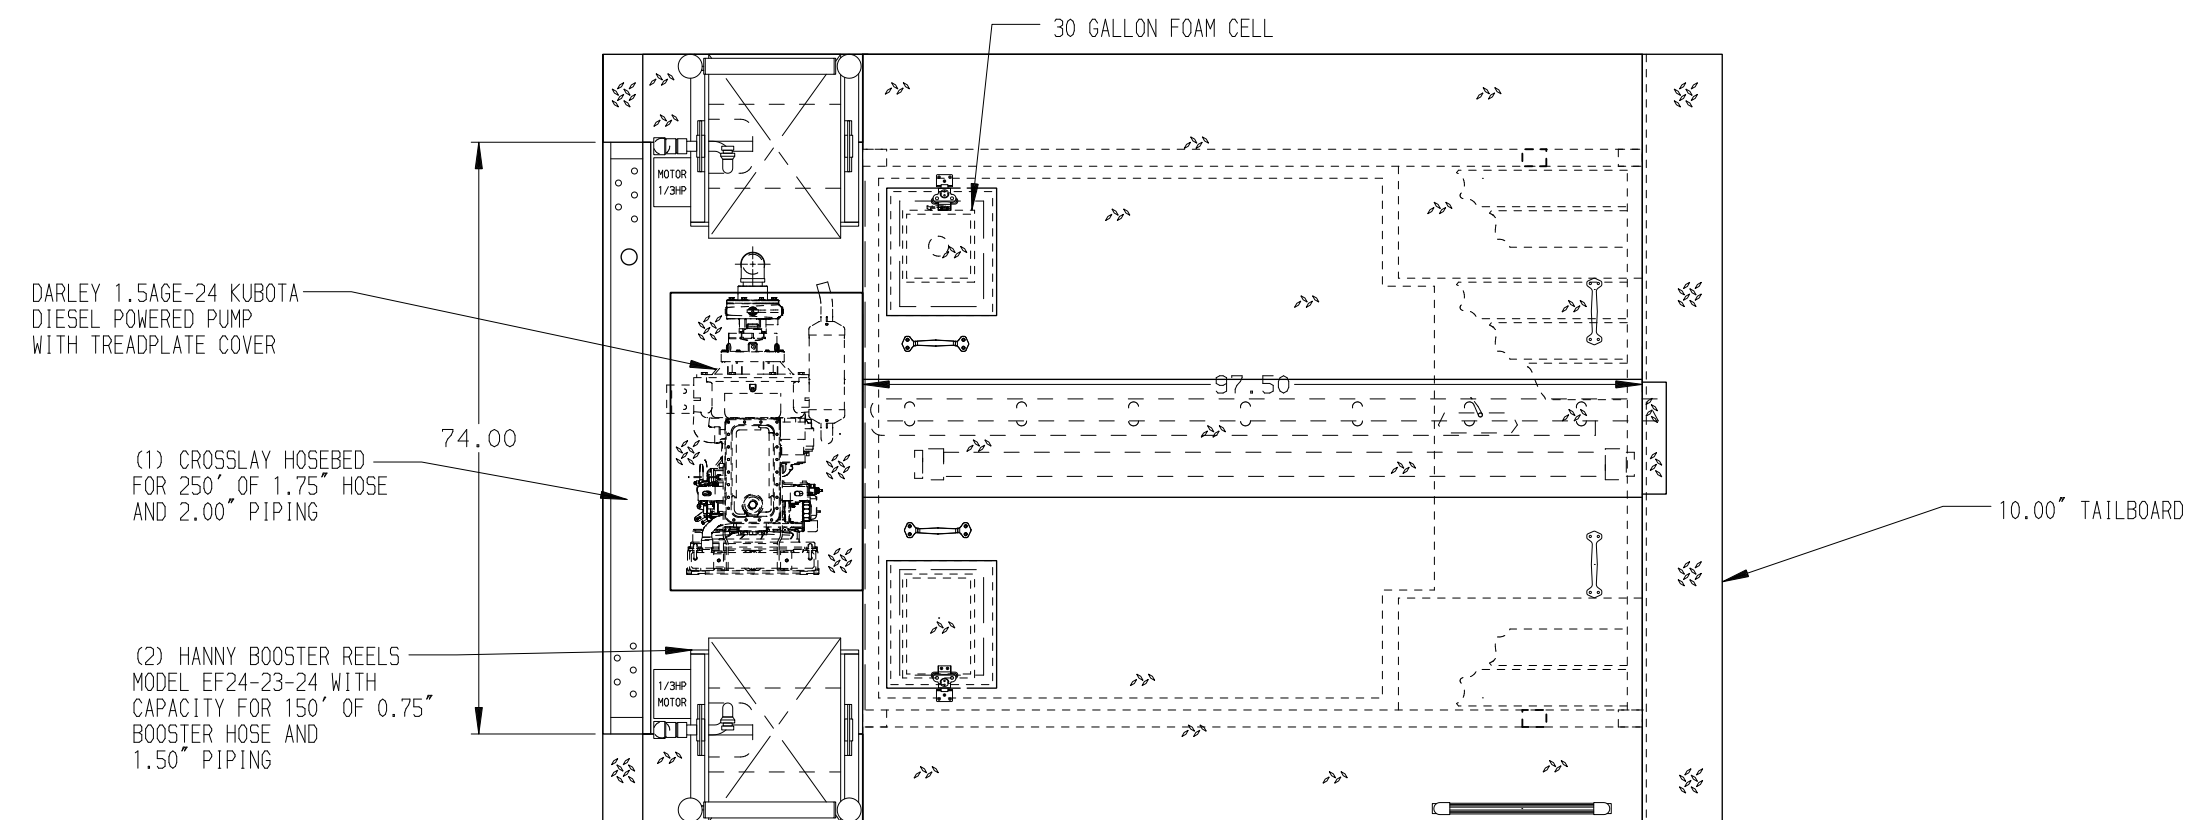 30 GALLON FOAM CELL
MOTOR
1/3HP
DARLEY 1.5AGE-24 KUBOTA
DIESEL POWERED PUMP
WITH TREADPLATE COVER
97.50
74.00
(1) CROSSLAY HOSEBED
FOR 250' OF 1.75" HOSE
AND 2.00" PIPING
10.00" TAILBOARD
(2) HANNY BOOSTER REELS
MODEL EF24-23-24 WITH
CAPACITY FOR 150' OF 0.75"
BOOSTER HOSE AND
1.50" PIPING
1/3HP
MOTOR